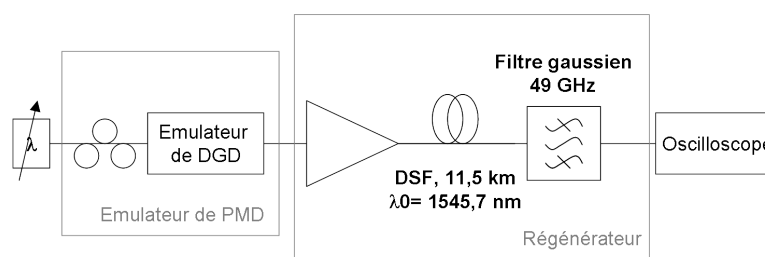 Filtre gaussien
49 GHz
λ
Emulateur
de DGD
Oscilloscope
DSF, 11,5 km
λ0= 1545,7 nm
Emulateur de PMD
Régénérateur